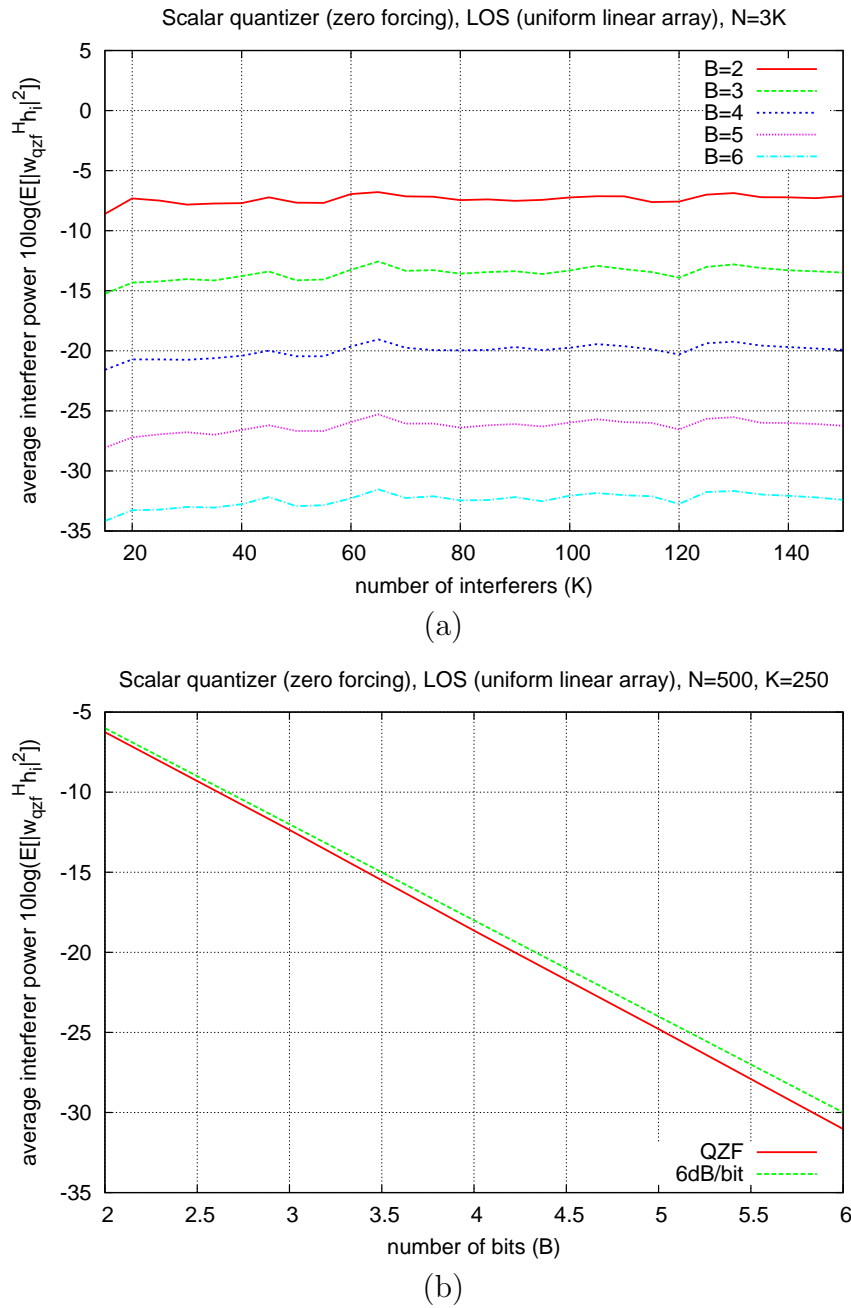 Scalar quantizer (zero forcing), LOS (uniform linear array), N=3K
average interferer power 10log(E[|w_qzf^H h_i|^2])
5
0
-5
-10
-15
-20
-25
-30
-35
B=2
B=3
B=4
B=5
B=6
20 40 60 80 100 120 140
number of interferers (K)
(a)
Scalar quantizer (zero forcing), LOS (uniform linear array), N=500, K=250
average interferer power 10log(E[|w_qzf^H h_i|^2])
-5
-10
-15
-20
-25
-30
-35
QZF
6dB/bit
2 2.5 3 3.5 4 4.5 5 5.5 6
number of bits (B)
(b)